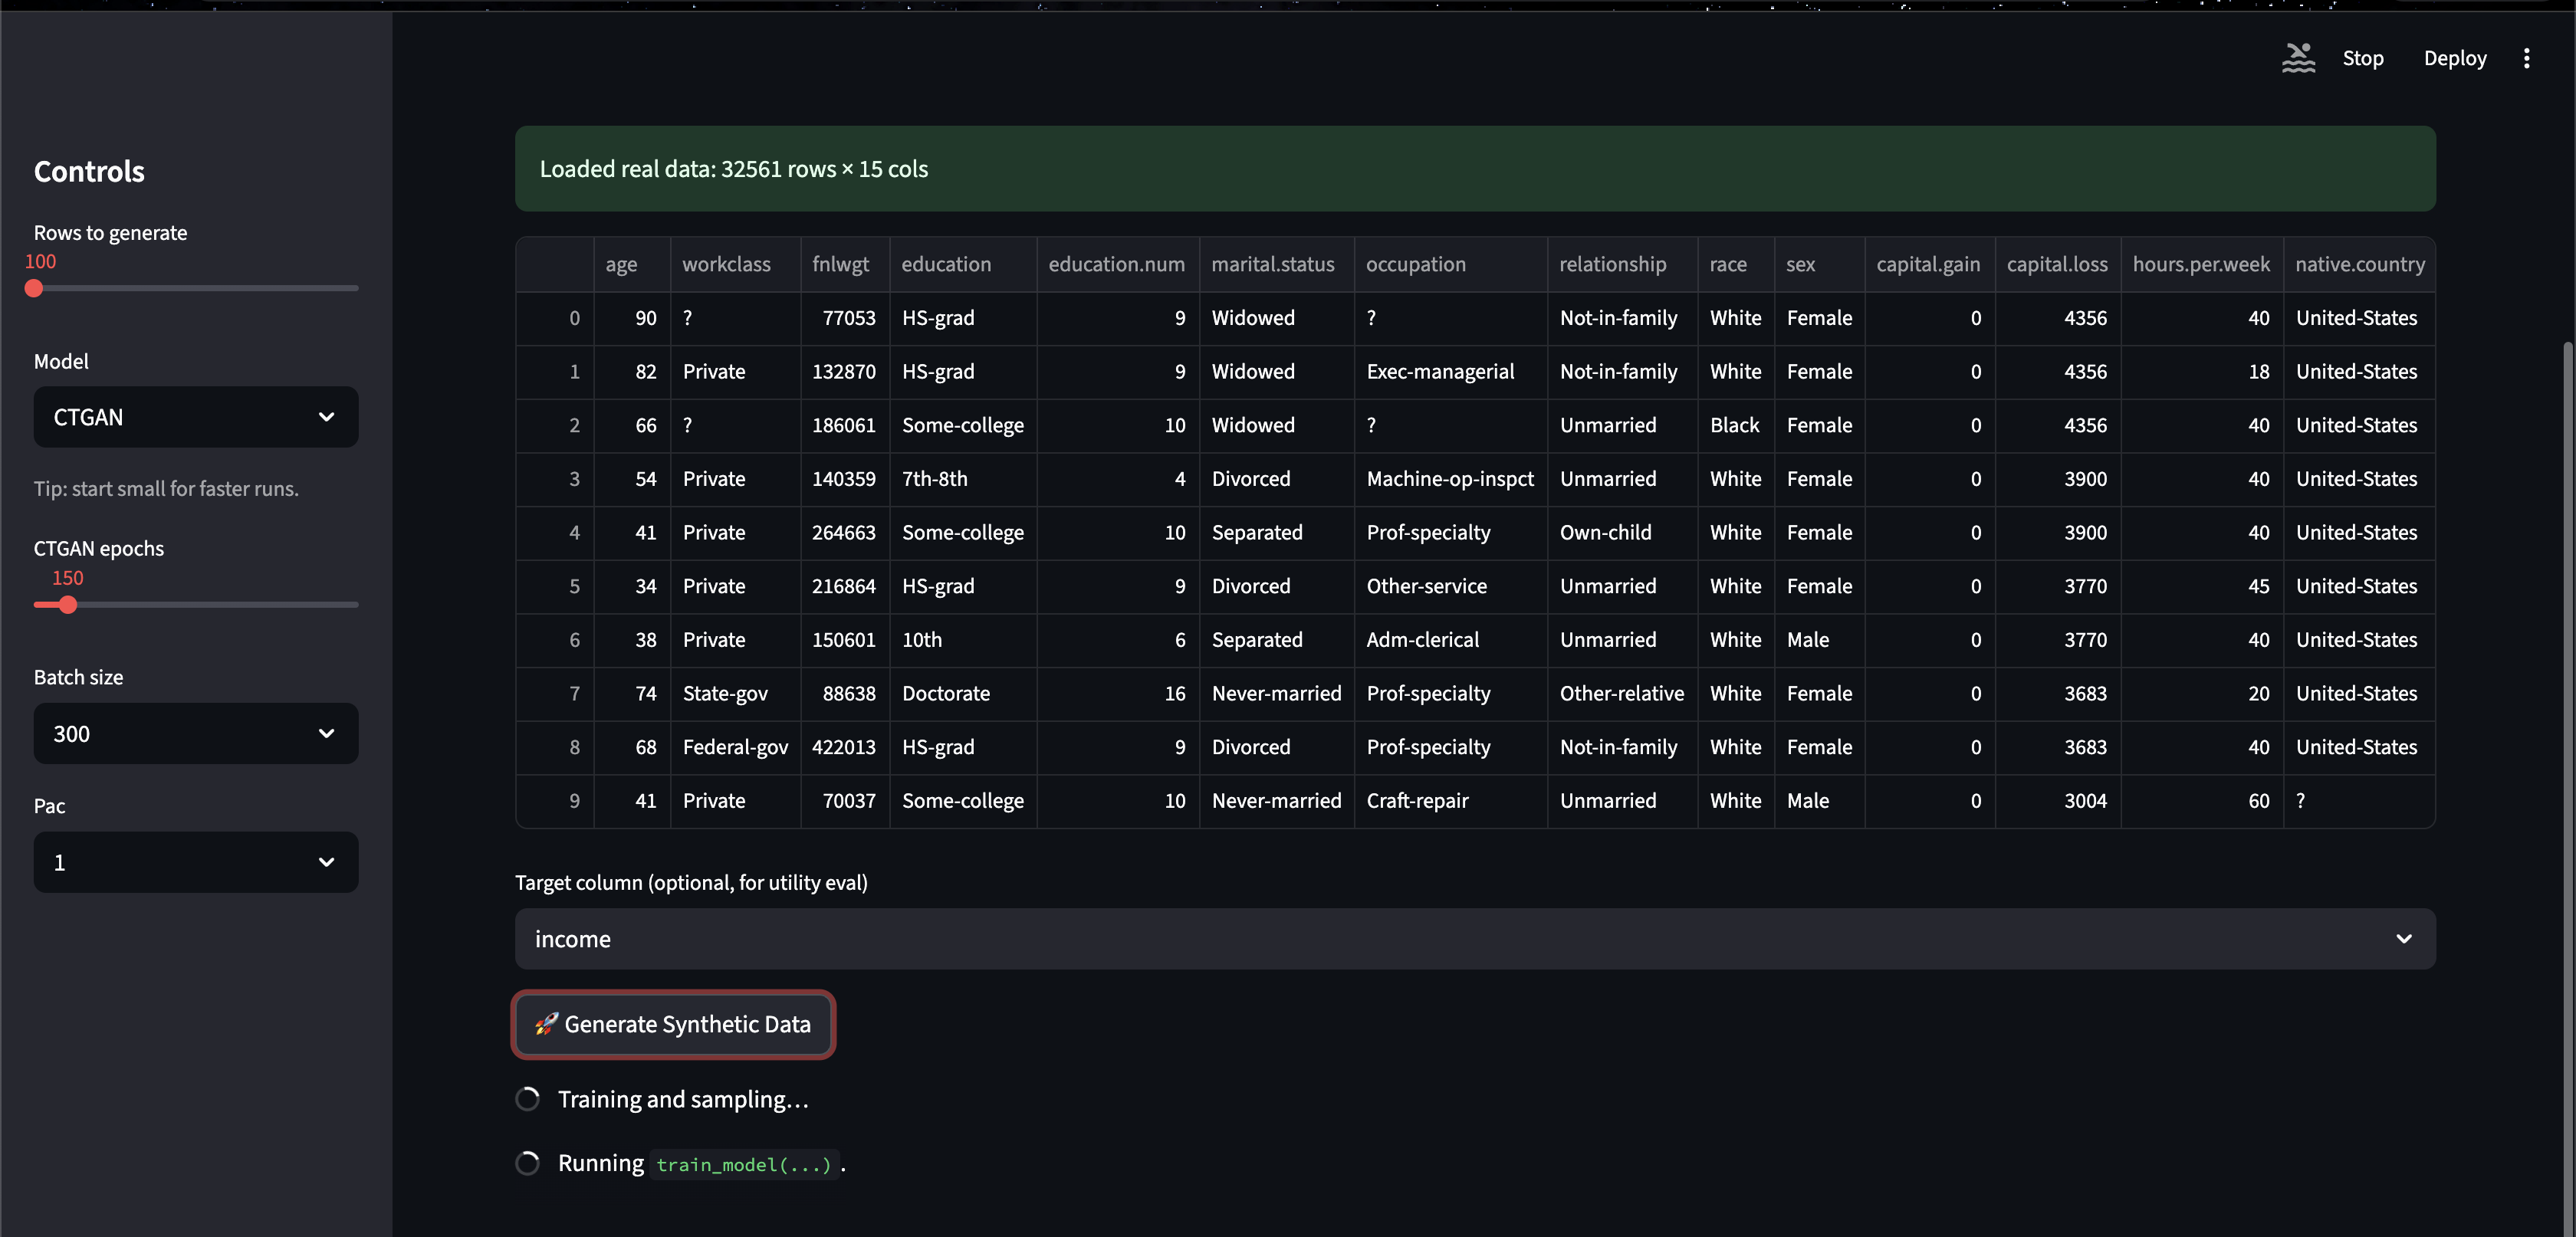 Stop Deploy
Controls
Rows to generate
100
Model
CTGAN
Tip: start small for faster runs.
CTGAN epochs
150
Batch size
300
Pac
1
Loaded real data: 32561 rows × 15 cols
age workclass fnlwgt education education.num marital.status occupation relationship race sex capital.gain capital.loss hours.per.week native.country
0 90 ? 77053 HS-grad 9 Widowed ? Not-in-family White Female 0 4356 40 United-States
1 82 Private 132870 HS-grad 9 Widowed Exec-managerial Not-in-family White Female 0 4356 18 United-States
2 66 ? 186061 Some-college 10 Widowed ? Unmarried Black Female 0 4356 40 United-States
3 54 Private 140359 7th-8th 4 Divorced Machine-op-inspct Unmarried White Female 0 3900 40 United-States
4 41 Private 264663 Some-college 10 Separated Prof-specialty Own-child White Female 0 3900 40 United-States
5 34 Private 216864 HS-grad 9 Divorced Other-service Unmarried White Female 0 3770 45 United-States
6 38 Private 150601 10th 6 Separated Adm-clerical Unmarried White Male 0 3770 40 United-States
7 74 State-gov 88638 Doctorate 16 Never-married Prof-specialty Other-relative White Female 0 3683 20 United-States
8 68 Federal-gov 422013 HS-grad 9 Divorced Prof-specialty Not-in-family White Female 0 3683 40 United-States
9 41 Private 70037 Some-college 10 Never-married Craft-repair Unmarried White Male 0 3004 60 ?
Target column (optional, for utility eval)
income
🚀 Generate Synthetic Data
Training and sampling…
Running train_model(...).